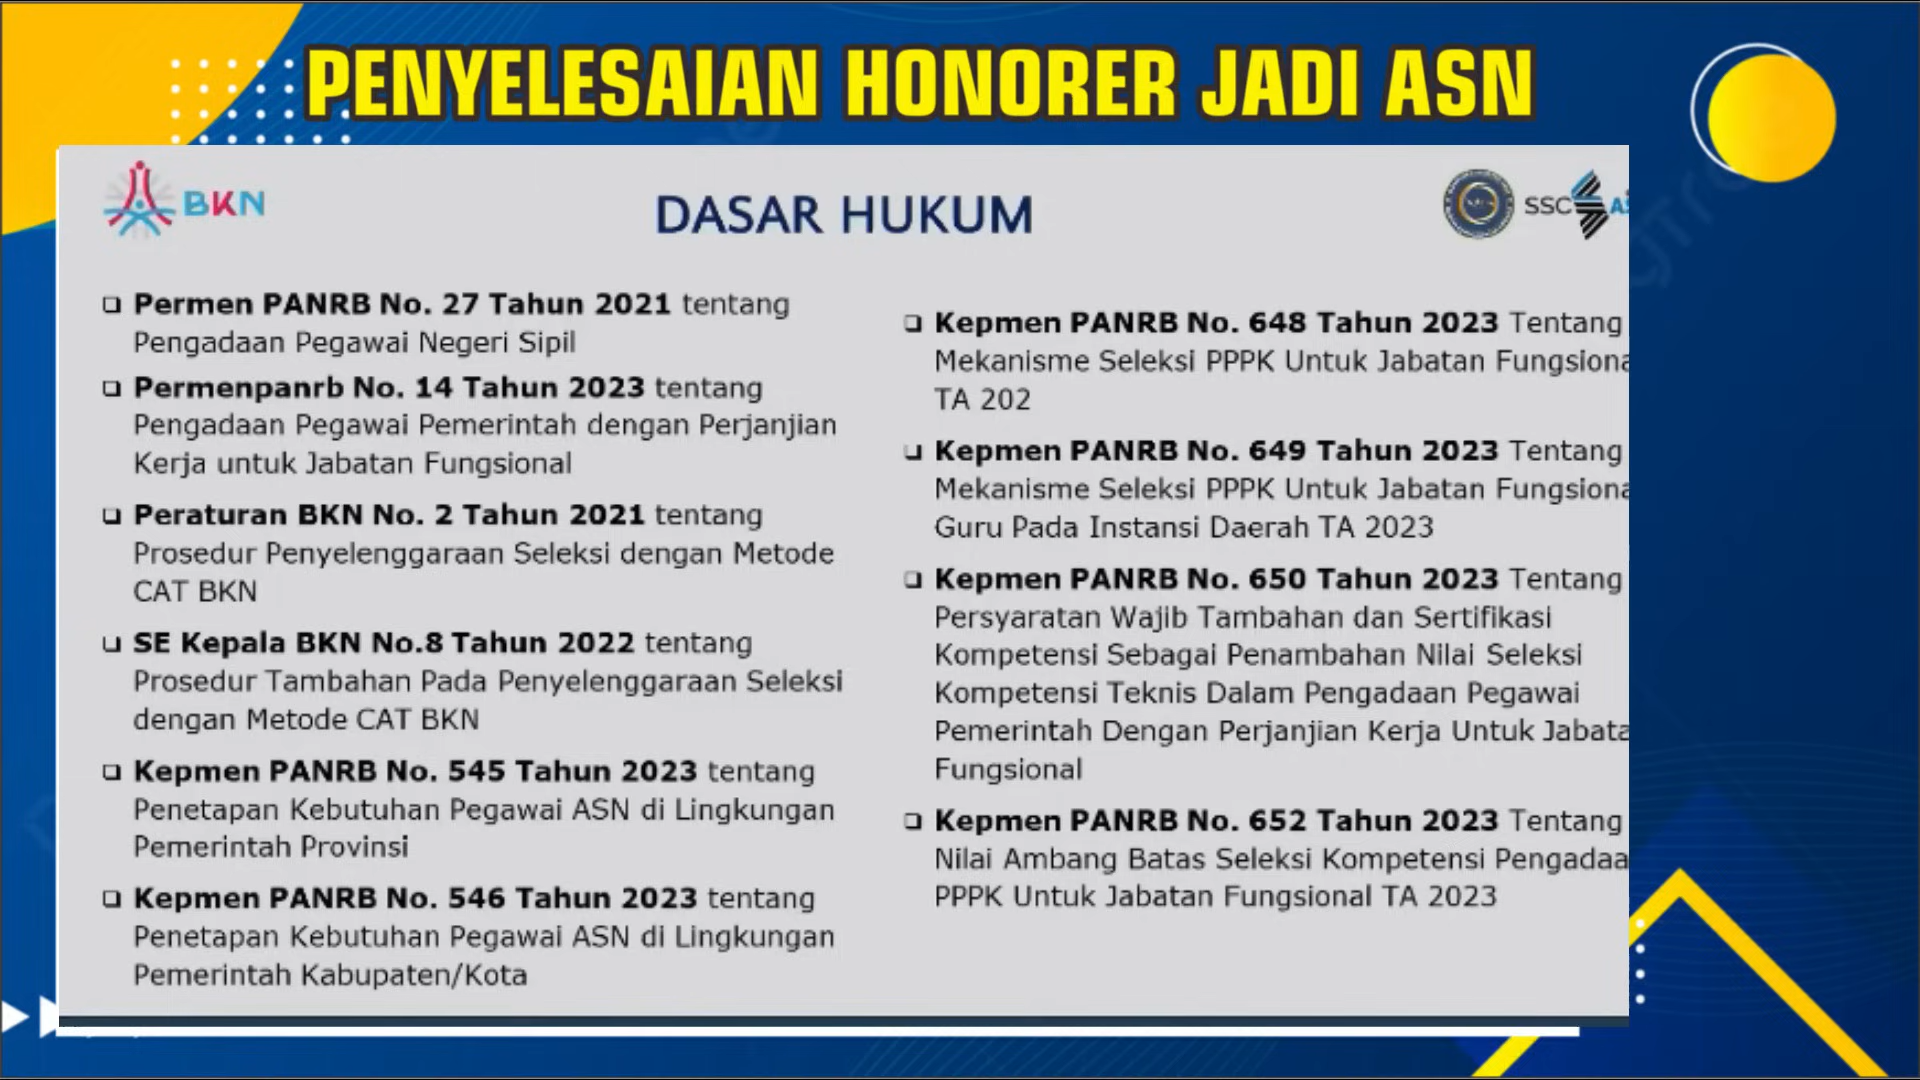 PENYELESAIAN HONORER JADI ASN
BKN
DASAR HUKUM
SSC
❑ Permen PANRB No. 27 Tahun 2021 tentang
Pengadaan Pegawai Negeri Sipil
❑ Permenpanrb No. 14 Tahun 2023 tentang
Pengadaan Pegawai Pemerintah dengan Perjanjian
Kerja untuk Jabatan Fungsional
❑ Peraturan BKN No. 2 Tahun 2021 tentang
Prosedur Penyelenggaraan Seleksi dengan Metode
CAT BKN
❑ SE Kepala BKN No.8 Tahun 2022 tentang
Prosedur Tambahan Pada Penyelenggaraan Seleksi
dengan Metode CAT BKN
❑ Kepmen PANRB No. 545 Tahun 2023 tentang
Penetapan Kebutuhan Pegawai ASN di Lingkungan
Pemerintah Provinsi
❑ Kepmen PANRB No. 546 Tahun 2023 tentang
Penetapan Kebutuhan Pegawai ASN di Lingkungan
Pemerintah Kabupaten/Kota
❑ Kepmen PANRB No. 648 Tahun 2023 Tentang
Mekanisme Seleksi PPPK Untuk Jabatan Fungsiona
TA 202
❑ Kepmen PANRB No. 649 Tahun 2023 Tentang
Mekanisme Seleksi PPPK Untuk Jabatan Fungsiona
Guru Pada Instansi Daerah TA 2023
❑ Kepmen PANRB No. 650 Tahun 2023 Tentang
Persyaratan Wajib Tambahan dan Sertifikasi
Kompetensi Sebagai Penambahan Nilai Seleksi
Kompetensi Teknis Dalam Pengadaan Pegawai
Pemerintah Dengan Perjanjian Kerja Untuk Jabata
Fungsional
❑ Kepmen PANRB No. 652 Tahun 2023 Tentang
Nilai Ambang Batas Seleksi Kompetensi Pengadaa
PPPK Untuk Jabatan Fungsional TA 2023